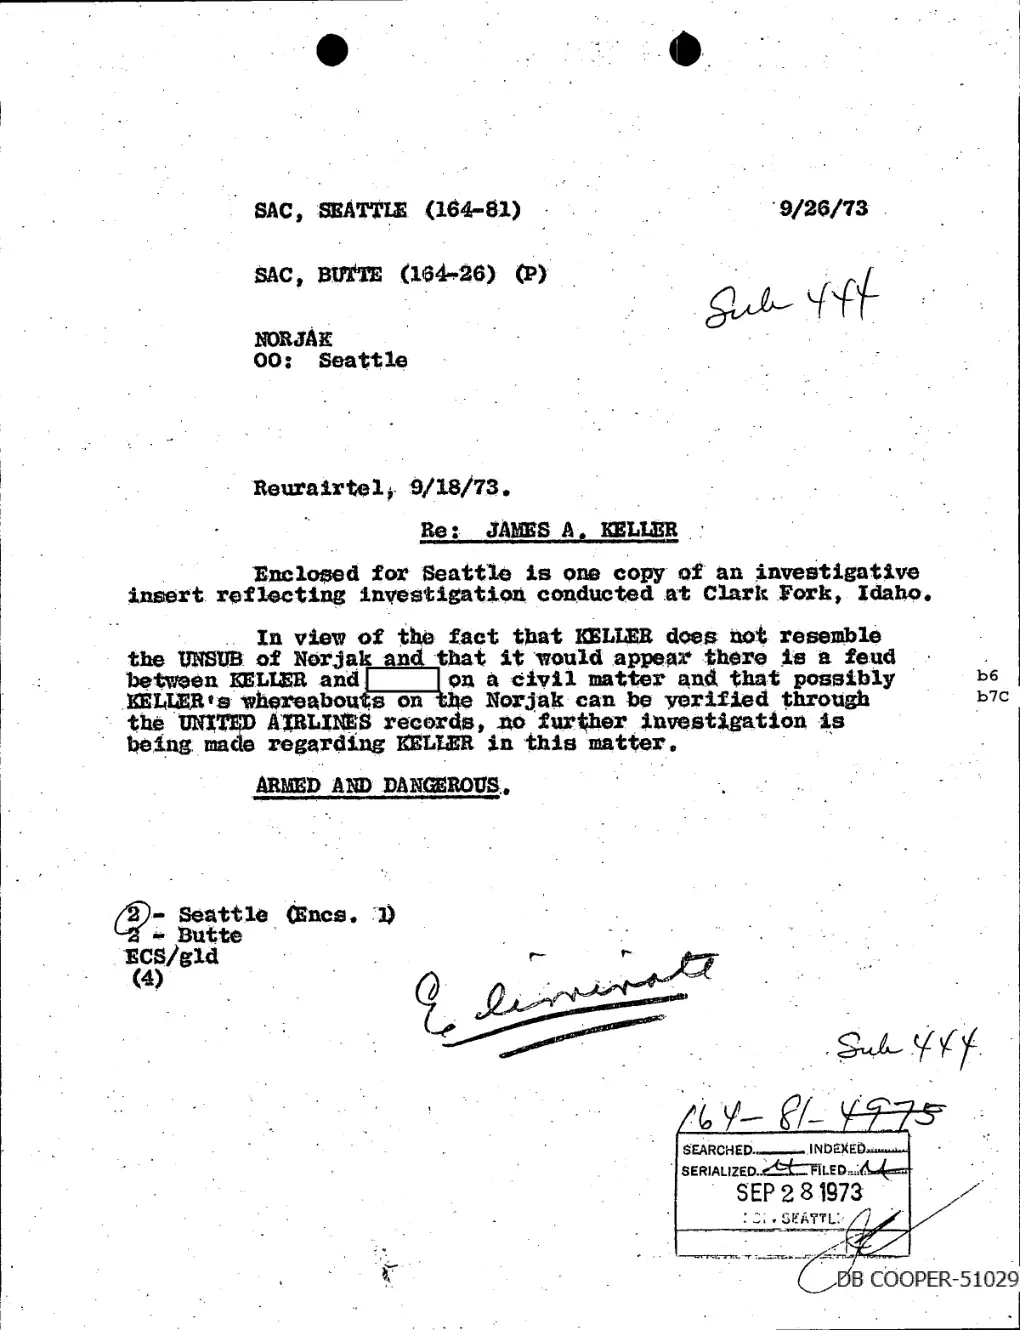 SAC, SEATTLE (164-81) 9/26/73
SAC, BUTTE (164-26) (P)
Sub 444
NORJAK
OO: Seattle
Reurairtel, 9/18/73.
Re: JAMES A. KELLER
Enclosed for Seattle is one copy of an investigative
insert reflecting investigation conducted at Clark Fork, Idaho.
In view of the fact that KELLER does not resemble
the UNSUB of Norjak and that it would appear there is a feud
between KELLER and on a civil matter and that possibly
KELLER's whereabouts on the Norjak can be verified through
the UNITED AIRLINES records, no further investigation is
being made regarding KELLER in this matter.
b6
b7C
ARMED AND DANGEROUS.
2 - Seattle (Encs. 1)
2 - Butte
ECS/gld
(4)
Eliminate
Sub 444
164-81-4975
SEARCHED INDEXED
SERIALIZED FILED
SEP 28 1973
SEATTLE
DB COOPER-51029